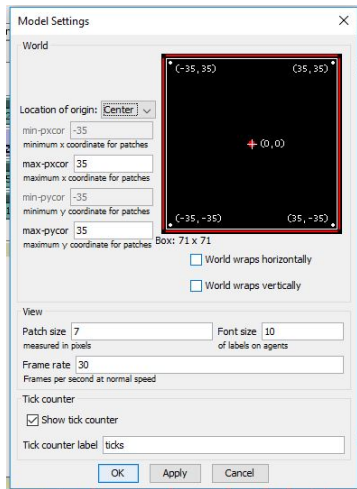 Model Settings
World
(-35,35) (35,35)
Location of origin: Center
min-pxcor -35
minimum x coordinate for patches
(0,0)
max-pxcor 35
maximum x coordinate for patches
min-pycor -35
minimum y coordinate for patches
max-pycor 35
maximum y coordinate for patches
(-35,-35) (35,-35)
Box: 71 x 71
World wraps horizontally
World wraps vertically
View
Patch size 7 Font size 10
measured in pixels of labels on agents
Frame rate 30
Frames per second at normal speed
Tick counter
Show tick counter
Tick counter label ticks
OK Apply Cancel